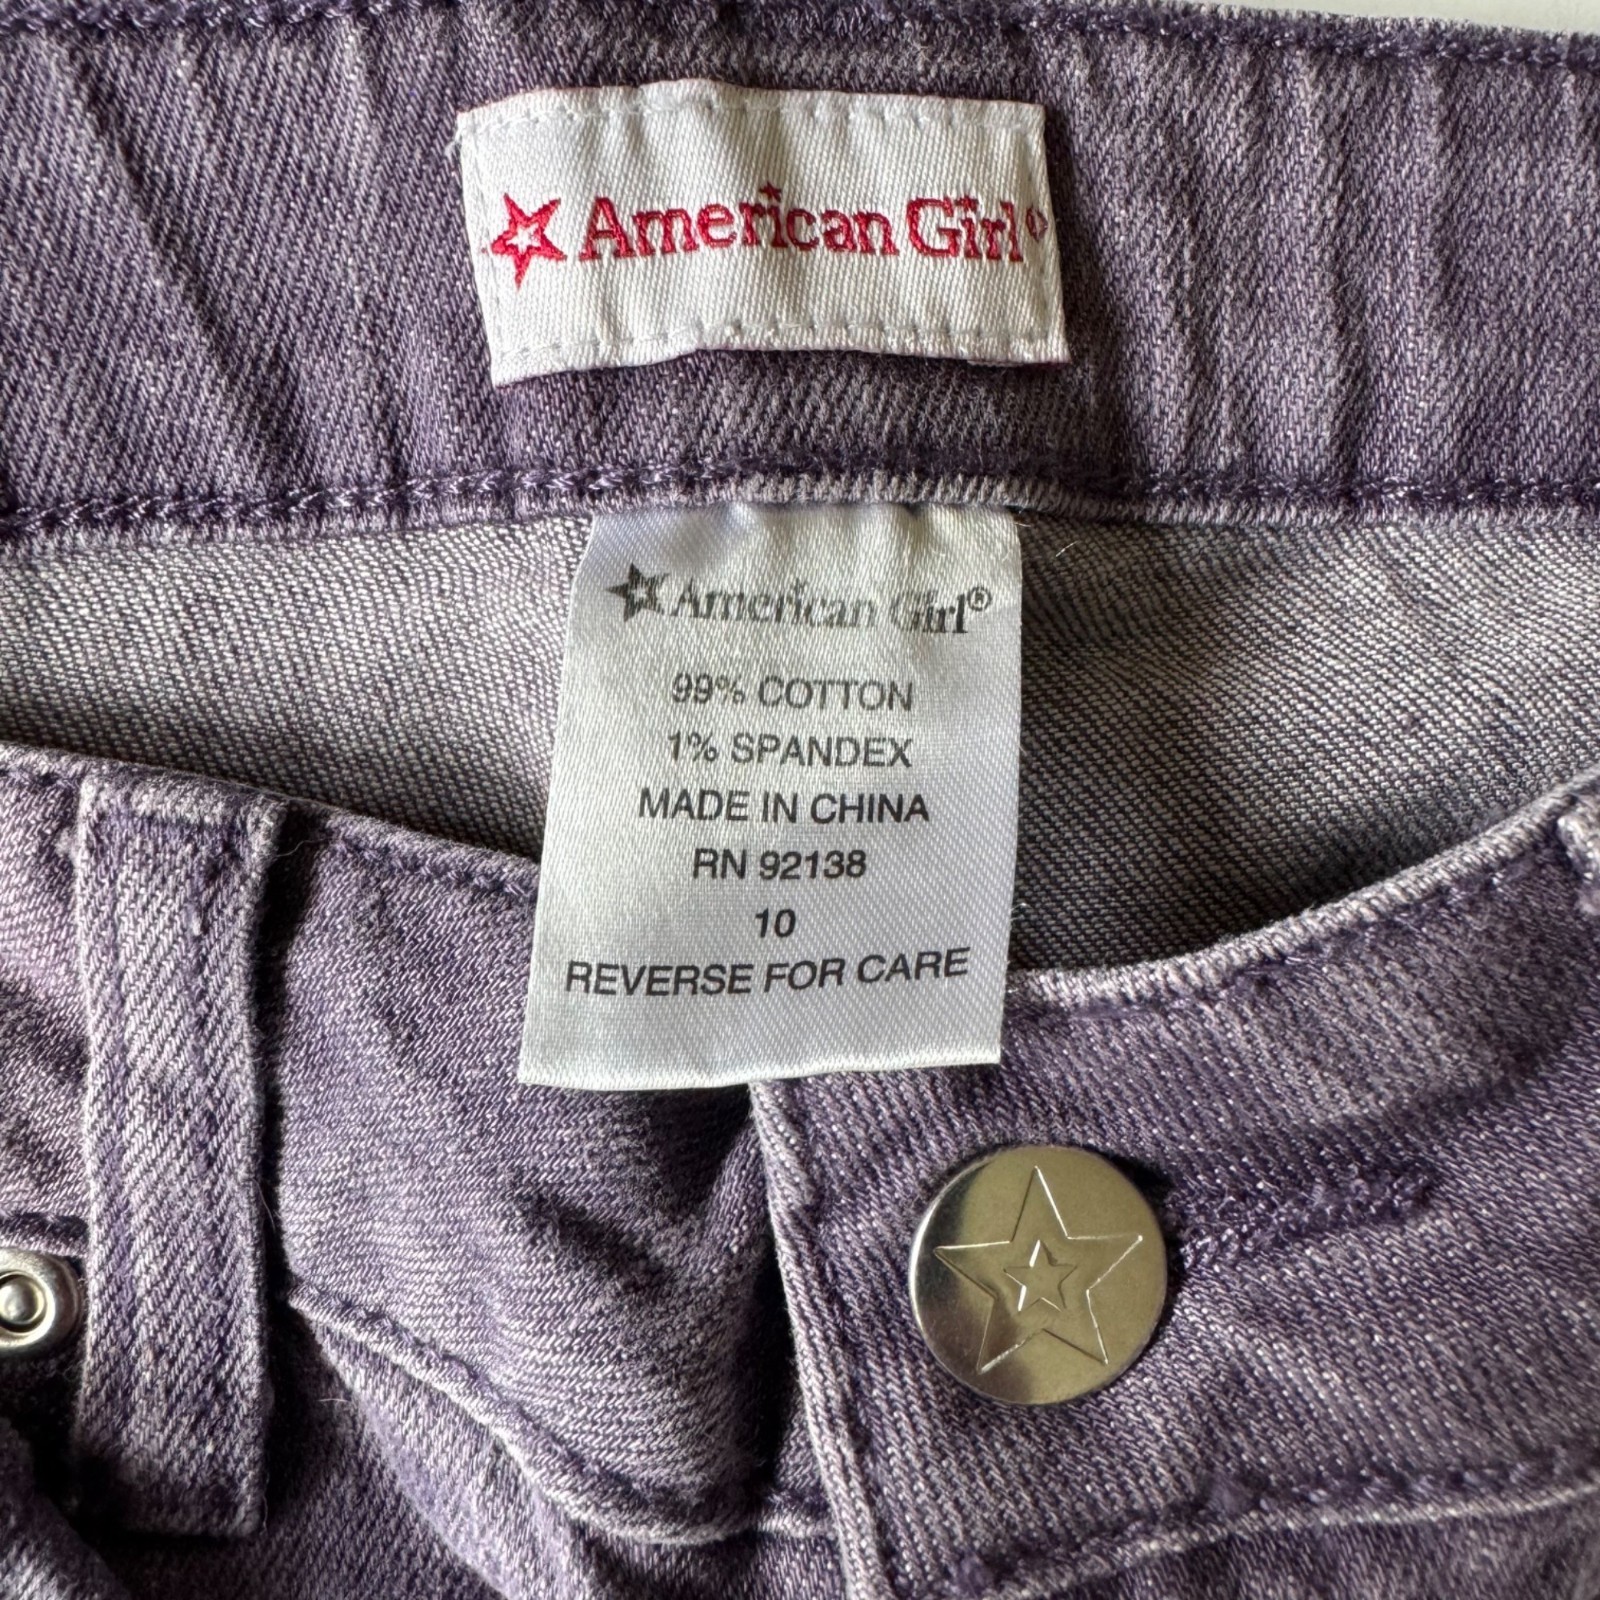 American Girl®
American Girl®
99% COTTON
1% SPANDEX
MADE IN CHINA
RN 92138
10
REVERSE FOR CARE